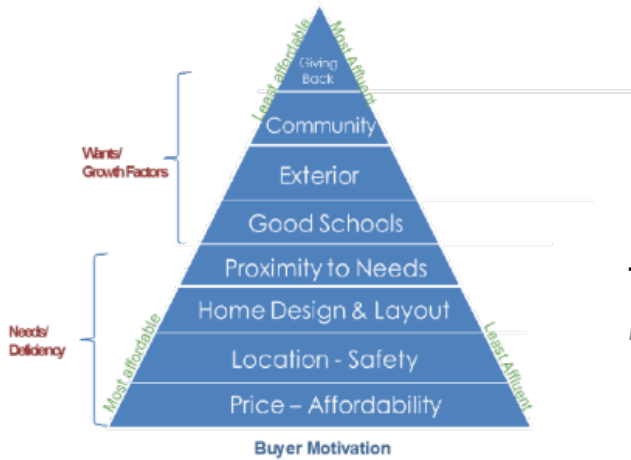 Least affordable
Most Affluent
Giving
Back
Community
Wants/
Growth Factors
Exterior
Good Schools
Proximity to Needs
Home Design & Layout
Needs/
Deficiency
Location - Safety
Most affordable
Least Affluent
Price – Affordability
Buyer Motivation